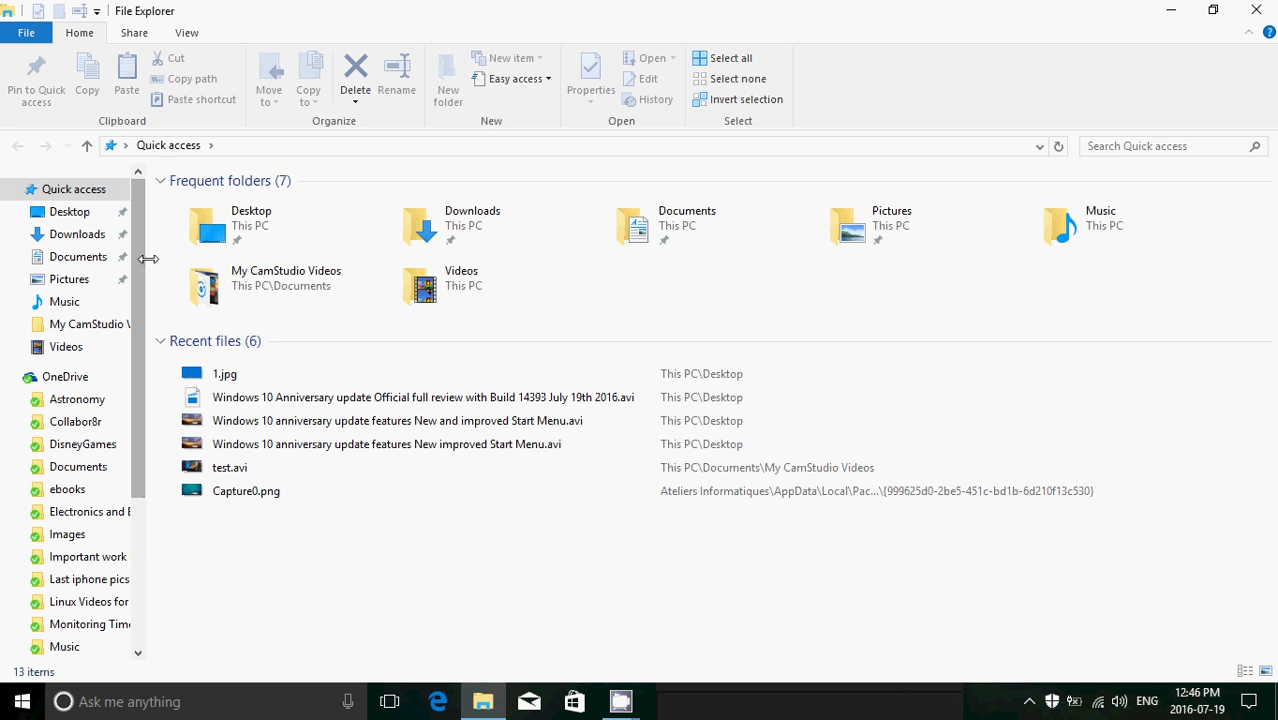 File Explorer
File Home Share View
Pin to Quick access
Copy
Paste
Cut
Copy path
Paste shortcut
Clipboard
Move to
Copy to
Delete
Rename
Organize
New folder
New item
Easy access
New
Properties
Open
Edit
History
Open
Select all
Select none
Invert selection
Select
Quick access
Search Quick access
Quick access
Desktop
Downloads
Documents
Pictures
Music
My CamStudio V
Videos
OneDrive
Astronomy
Collabor8r
DisneyGames
Documents
ebooks
Electronics and E
Images
Important work
Last iphone pics
Linux Videos for
Monitoring Time
Music
Frequent folders (7)
Desktop
This PC
Downloads
This PC
Documents
This PC
Pictures
This PC
Music
This PC
My CamStudio Videos
This PC\Documents
Videos
This PC
Recent files (6)
1.jpg This PC\Desktop
Windows 10 Anniversary update Official full review with Build 14393 July 19th 2016.avi This PC\Desktop
Windows 10 anniversary update features New and improved Start Menu.avi This PC\Desktop
Windows 10 anniversary update features New improved Start Menu.avi This PC\Desktop
test.avi This PC\Documents\My CamStudio Videos
Capture0.png Ateliers Informatiques\AppData\Local\Pac...\{999625d0-2be5-451c-bd1b-6d210f13c530}
13 items
Ask me anything
ENG
12:46 PM
2016-07-19